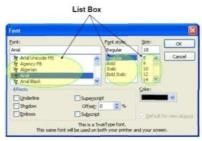 List Box
Font
Font:
Font style:
Size:
Arial
Regular
18
OK
Cancel
Arial Unicode MS
Agency FB
Algerian
Arial
Arial Black
Regular
Italic
Bold
Bold Italic
8
9
10
12
14
Effects
Color:
Underline
Superscript
Shadow
Offset: 0 %
Emboss
Subscript
Default for new objects
This is a TrueType font.
This same font will be used on both your printer and your screen.